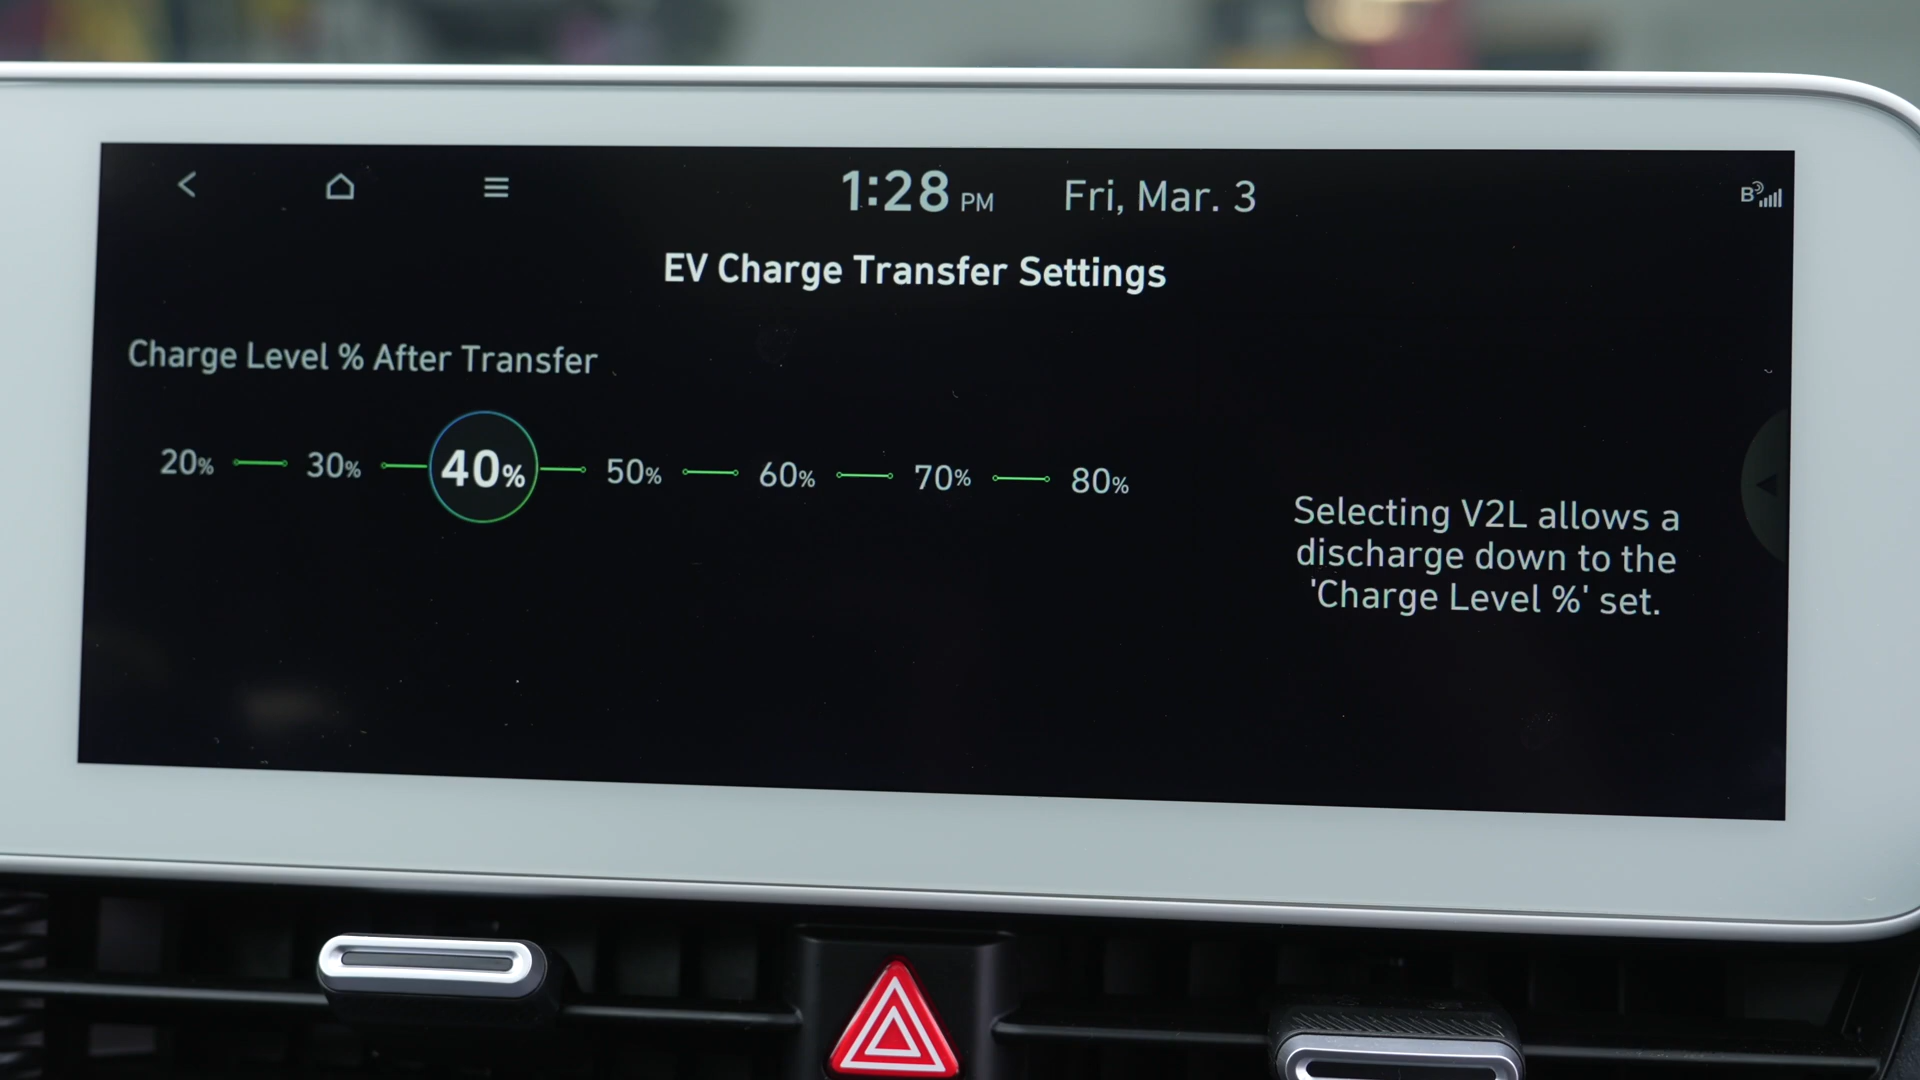 1:28 PM Fri, Mar. 3
B
EV Charge Transfer Settings
Charge Level % After Transfer
20% 30% 40% 50% 60% 70% 80%
Selecting V2L allows a
discharge down to the
'Charge Level %' set.